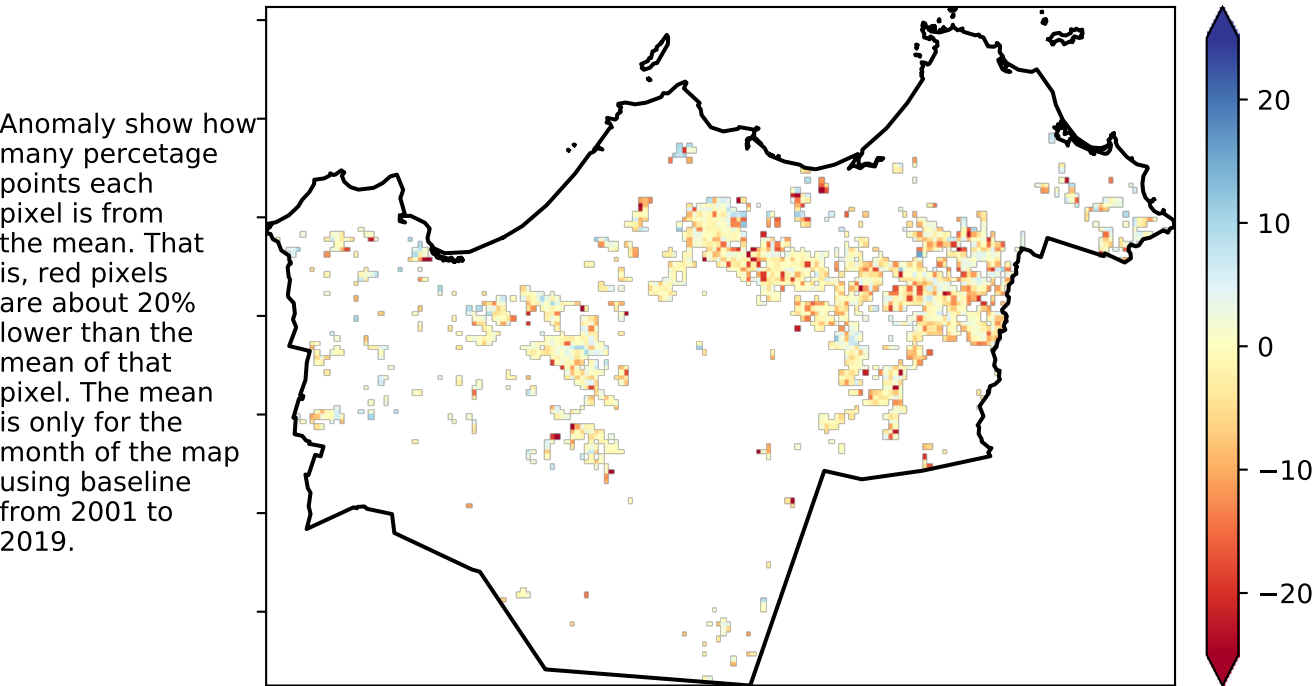 Anomaly show how
many percetage
points each
pixel is from
the mean. That
is, red pixels
are about 20%
lower than the
mean of that
pixel. The mean
is only for the
month of the map
using baseline
from 2001 to
2019.
20
10
0
−10
−20